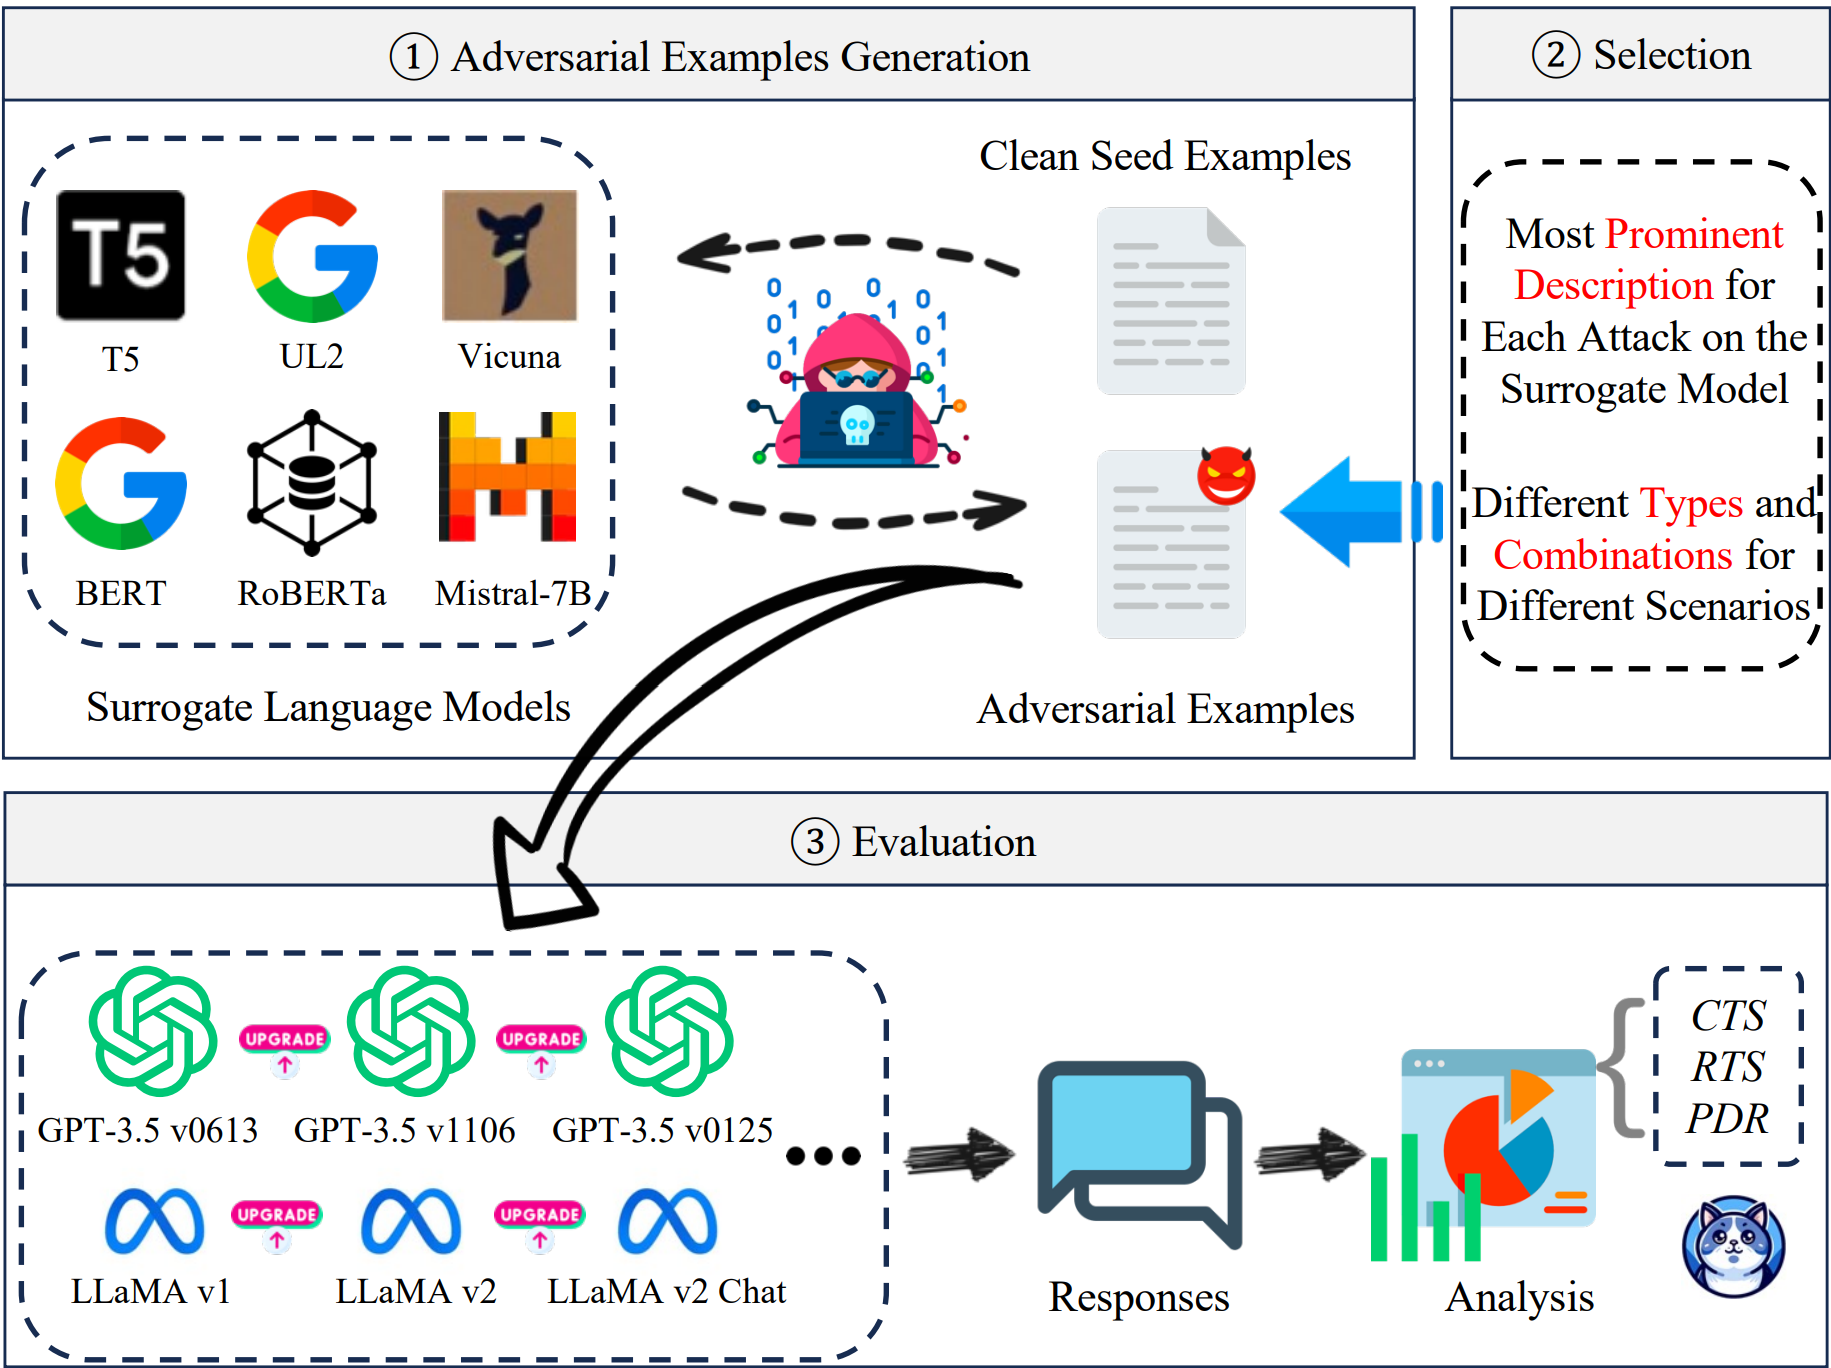 ① Adversarial Examples Generation
② Selection
Clean Seed Examples
T5
T5
UL2
Vicuna
BERT
RoBERTa
Mistral-7B
Surrogate Language Models
Adversarial Examples
Most Prominent
Description for
Each Attack on the
Surrogate Model
Different Types and
Combinations for
Different Scenarios
③ Evaluation
UPGRADE
UPGRADE
GPT-3.5 v0613
GPT-3.5 v1106
GPT-3.5 v0125
UPGRADE
UPGRADE
LLaMA v1
LLaMA v2
LLaMA v2 Chat
Responses
Analysis
CTS
RTS
PDR